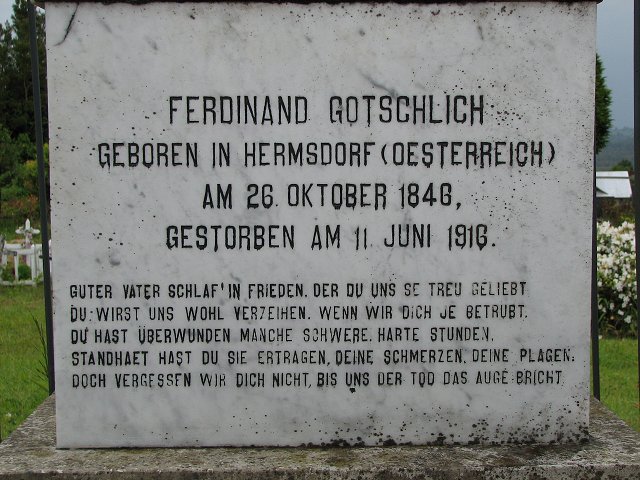 FERDINAND GOTSCHLICH
GEBOREN IN HERMSDORF (OESTERREICH)
AM 26. OKTOBER 1846,
GESTORBEN AM 11 JUNI 1916.
GUTER VATER SCHLAF' IN FRIEDEN. DER DU UNS SE TREU GELIEBT
DU: WIRST UNS WOHL VERZEIHEN. WENN WIR DICH JE BETRUBT.
DU HAST ÜBERWUNDEN MANCHE SCHWERE. HARTE STUNDEN.
STANDHAET HAST DU SIE ERTRAGEN, DEINE SCHMERZEN, DEINE PLAGEN.
DOCH VERGESSEN WIR DICH NICHT, BIS UNS DER TOD DAS AUGE BRICHT.